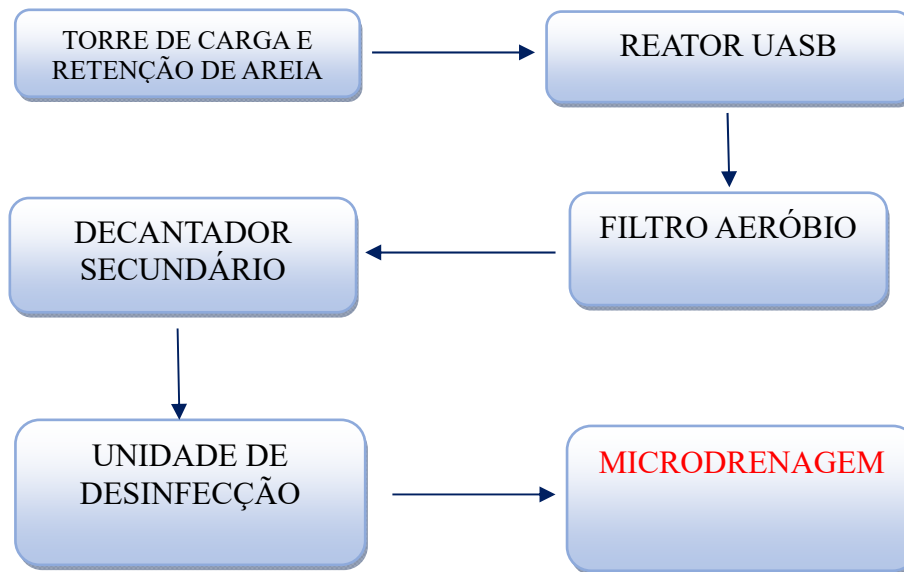 TORRE DE CARGA E
RETENÇÃO DE AREIA
REATOR UASB
FILTRO AERÓBIO
DECANTADOR
SECUNDÁRIO
UNIDADE DE
DESINFECÇÃO
MICRODRENAGEM